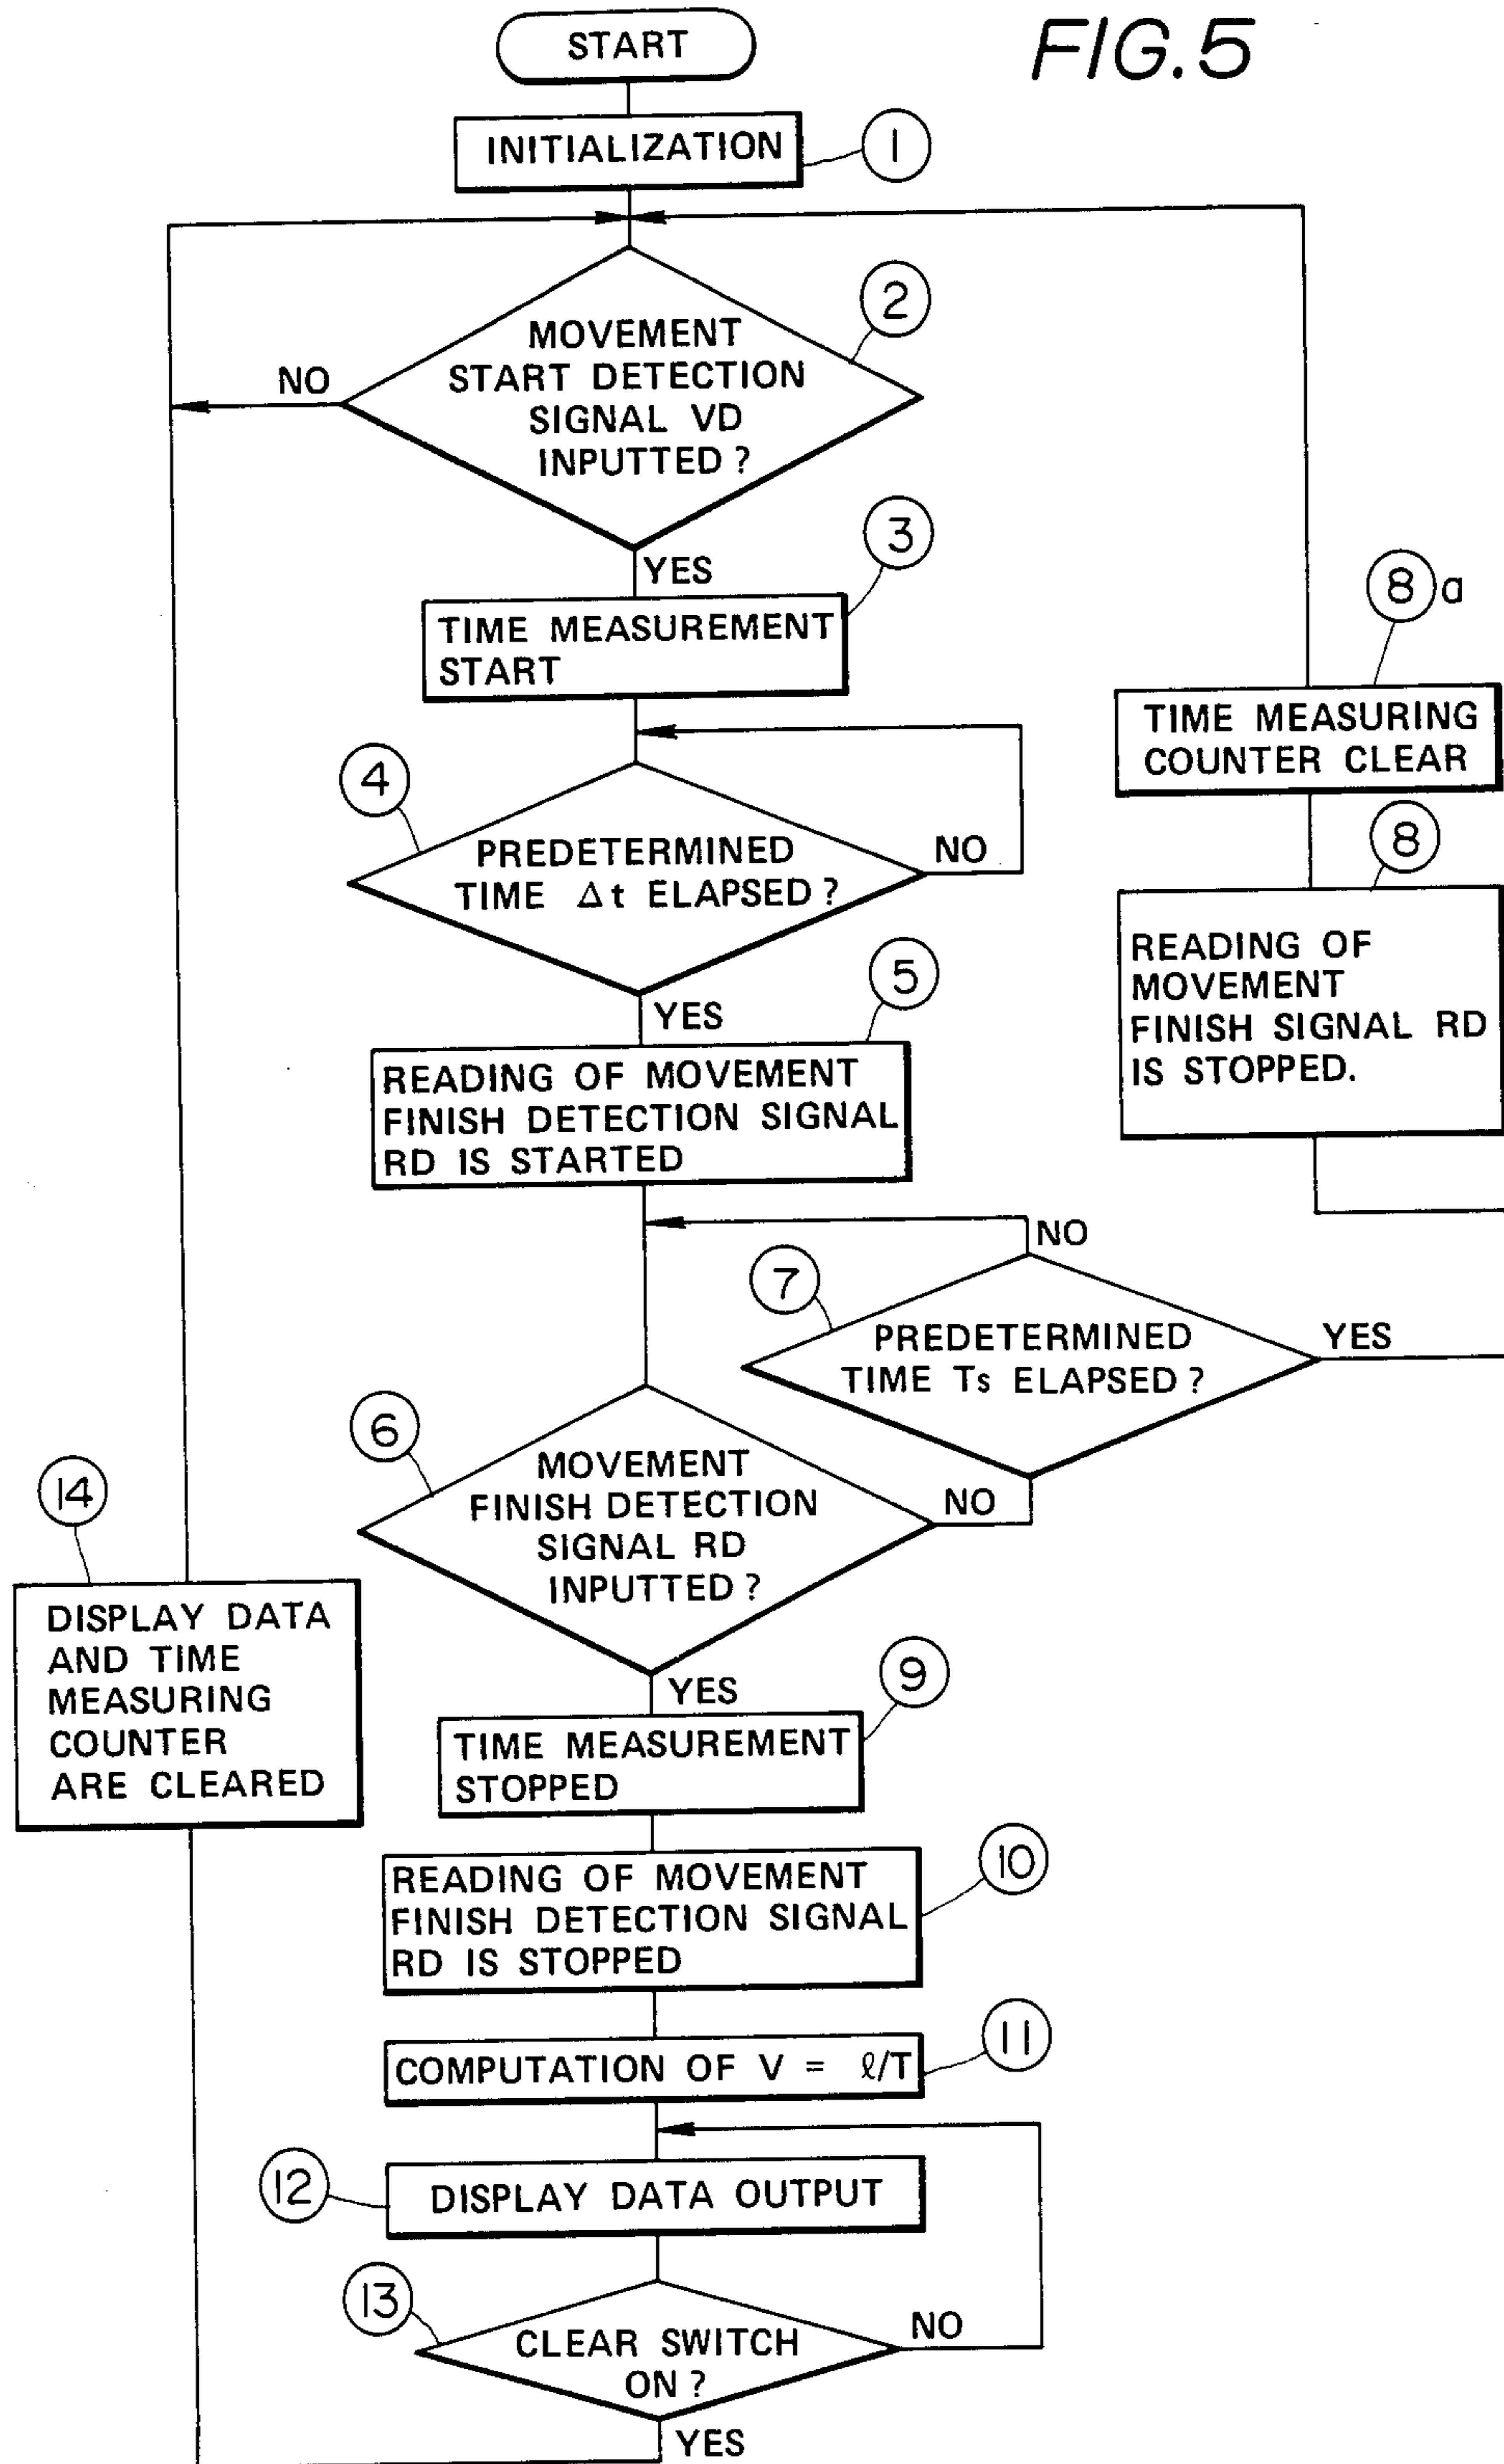 FIG.5
START
INITIALIZATION
1
2
MOVEMENT
START DETECTION
SIGNAL VD
INPUTTED ?
NO
YES
3
TIME MEASUREMENT
START
4
PREDETERMINED
TIME Δt ELAPSED ?
NO
YES
5
READING OF MOVEMENT
FINISH DETECTION SIGNAL
RD IS STARTED
8 a
TIME MEASURING
COUNTER CLEAR
8
READING OF
MOVEMENT
FINISH SIGNAL RD
IS STOPPED.
NO
7
PREDETERMINED
TIME Ts ELAPSED ?
YES
6
MOVEMENT
FINISH DETECTION
SIGNAL RD
INPUTTED ?
NO
YES
14
DISPLAY DATA
AND TIME
MEASURING
COUNTER
ARE CLEARED
9
TIME MEASUREMENT
STOPPED
10
READING OF MOVEMENT
FINISH DETECTION SIGNAL
RD IS STOPPED
11
COMPUTATION OF V = ℓ/T
12
DISPLAY DATA OUTPUT
13
CLEAR SWITCH
ON ?
NO
YES